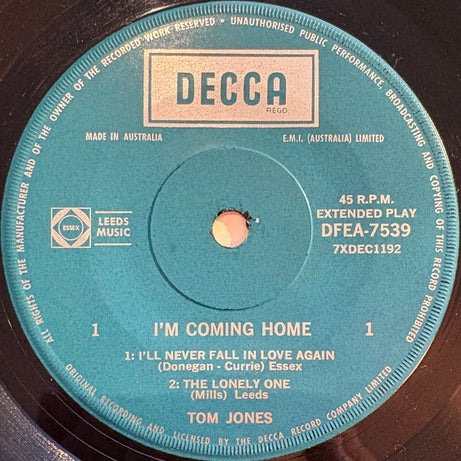 ALL RIGHTS OF THE MANUFACTURER AND OF THE OWNER OF THE RECORDED WORK RESERVED • UNAUTHORISED PUBLIC PERFORMANCE, BROADCASTING AND COPYING OF THIS RECORD PROHIBITED
DECCA
REGD
MADE IN AUSTRALIA
E.M.I. (AUSTRALIA) LIMITED
ESSEX
LEEDS
MUSIC
45 R.P.M.
EXTENDED PLAY
DFEA-7539
7XDEC1192
1 I'M COMING HOME 1
1: I'LL NEVER FALL IN LOVE AGAIN
(Donegan - Currie) Essex
2: THE LONELY ONE
(Mills) Leeds
TOM JONES
ORIGINAL RECORDING AND LICENSED BY THE DECCA RECORD COMPANY LIMITED